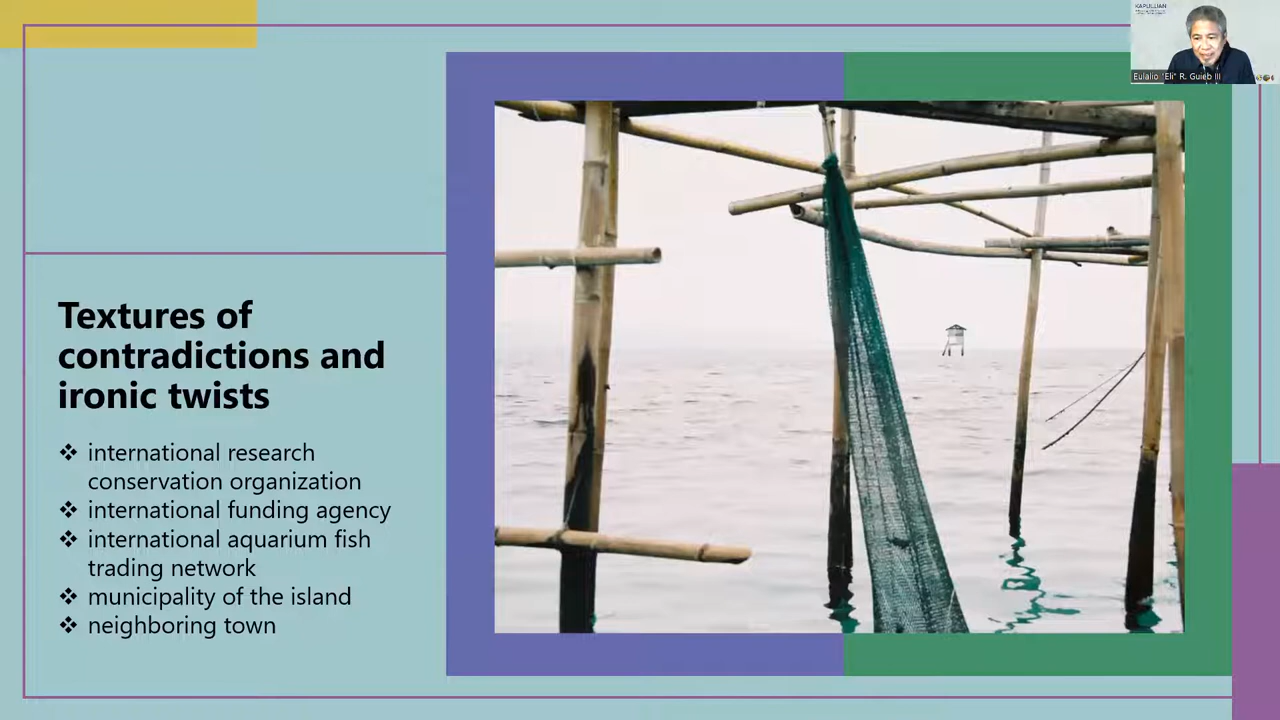 KAPULUAN
Eulalio "Eli" R. Guieb III
Textures of
contradictions and
ironic twists
❖ international research
conservation organization
❖ international funding agency
❖ international aquarium fish
trading network
❖ municipality of the island
❖ neighboring town